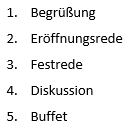 1. Begrüßung
2. Eröffnungsrede
3. Festrede
4. Diskussion
5. Buffet